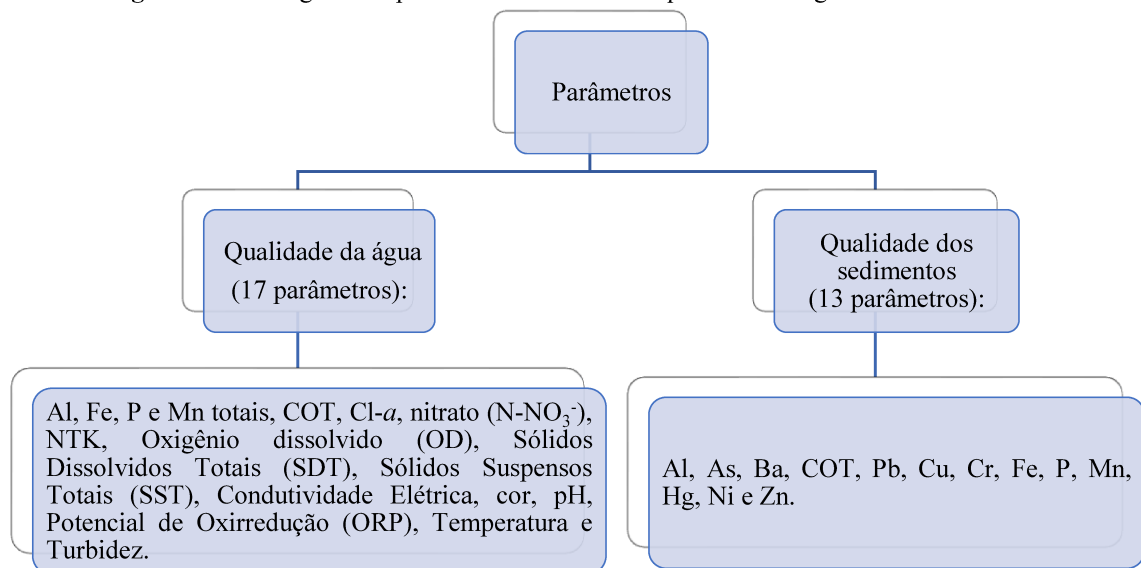 Parâmetros
Qualidade da água
(17 parâmetros):
Qualidade dos
sedimentos
(13 parâmetros):
Al, Fe, P e Mn totais, COT, Cl-a, nitrato (N-NO₃⁻),
NTK, Oxigênio dissolvido (OD), Sólidos
Dissolvidos Totais (SDT), Sólidos Suspensos
Totais (SST), Condutividade Elétrica, cor, pH,
Potencial de Oxirredução (ORP), Temperatura e
Turbidez.
Al, As, Ba, COT, Pb, Cu, Cr, Fe, P, Mn,
Hg, Ni e Zn.